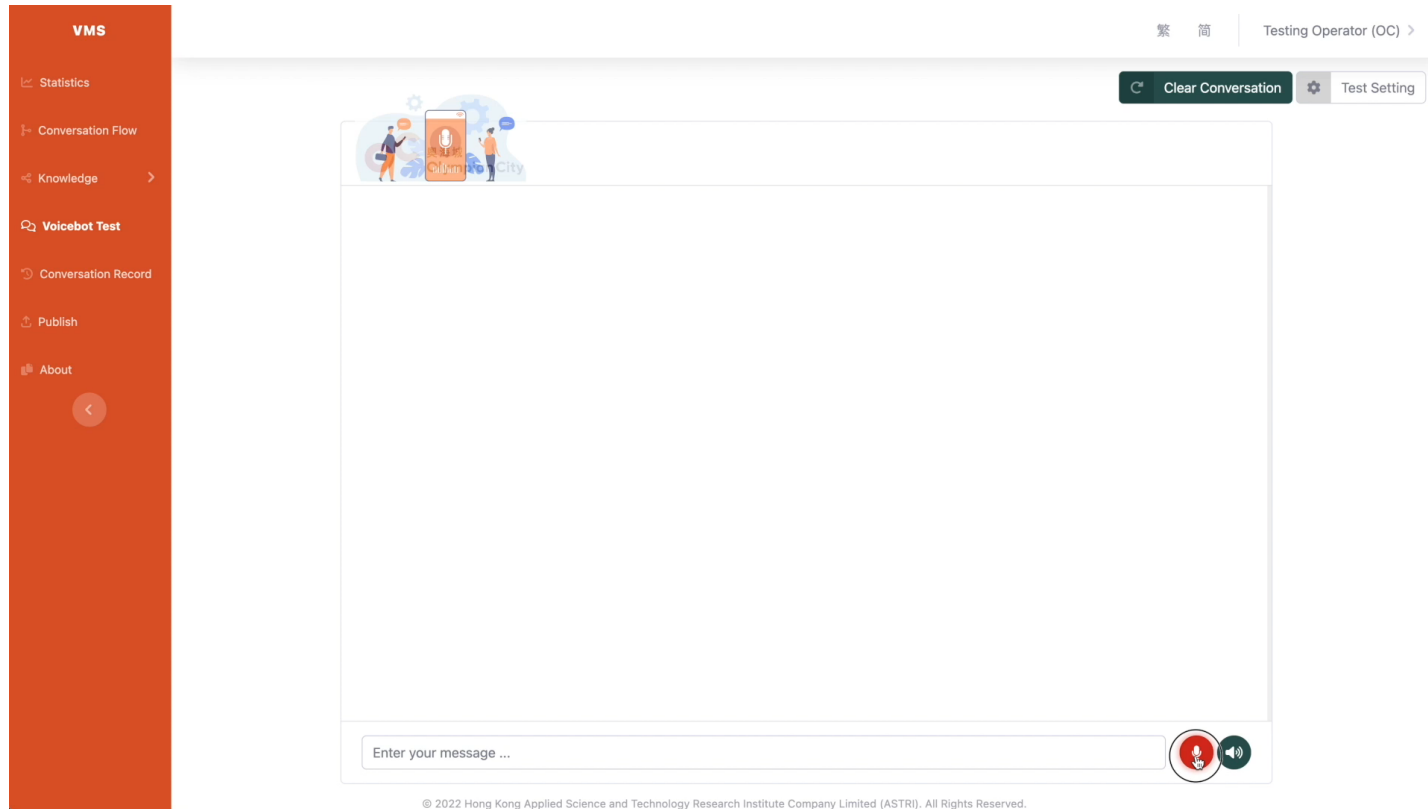 VMS
繁 简 Testing Operator (OC)
Statistics
Clear Conversation
Test Setting
Conversation Flow
Knowledge
Voicebot Test
Conversation Record
Publish
About
Enter your message ...
© 2022 Hong Kong Applied Science and Technology Research Institute Company Limited (ASTRI). All Rights Reserved.